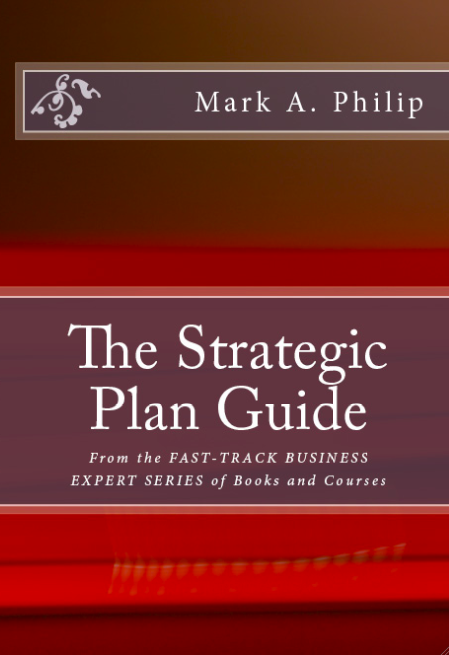 Mark A. Philip
The Strategic
Plan Guide
From the FAST-TRACK BUSINESS
EXPERT SERIES of Books and Courses